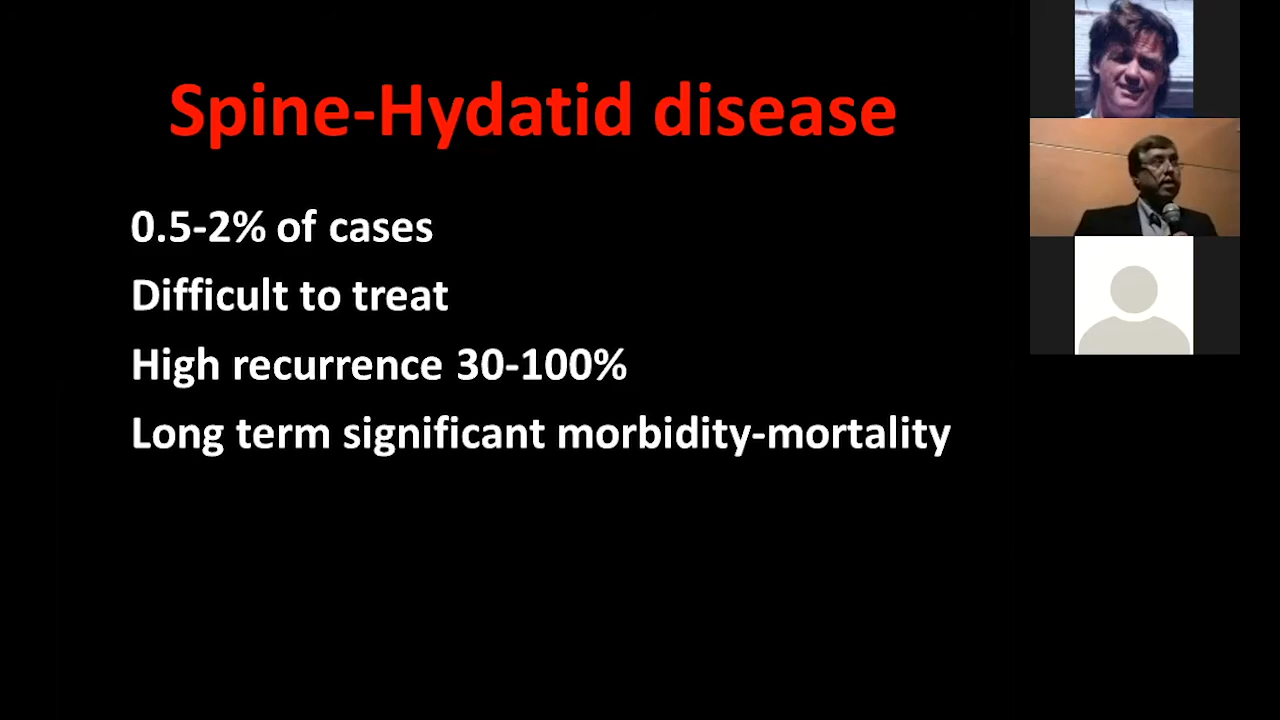 Spine-Hydatid disease
0.5-2% of cases
Difficult to treat
High recurrence 30-100%
Long term significant morbidity-mortality